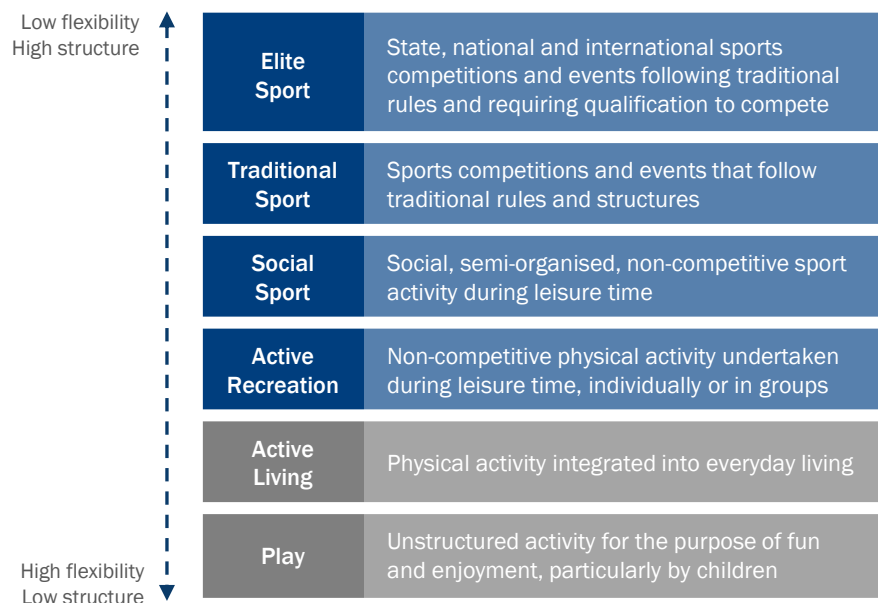 Low flexibility
High structure
Elite
Sport
State, national and international sports
competitions and events following traditional
rules and requiring qualification to compete
Traditional
Sport
Sports competitions and events that follow
traditional rules and structures
Social
Sport
Social, semi-organised, non-competitive sport
activity during leisure time
Active
Recreation
Non-competitive physical activity undertaken
during leisure time, individually or in groups
Active
Living
Physical activity integrated into everyday living
Play
Unstructured activity for the purpose of fun
and enjoyment, particularly by children
High flexibility
Low structure